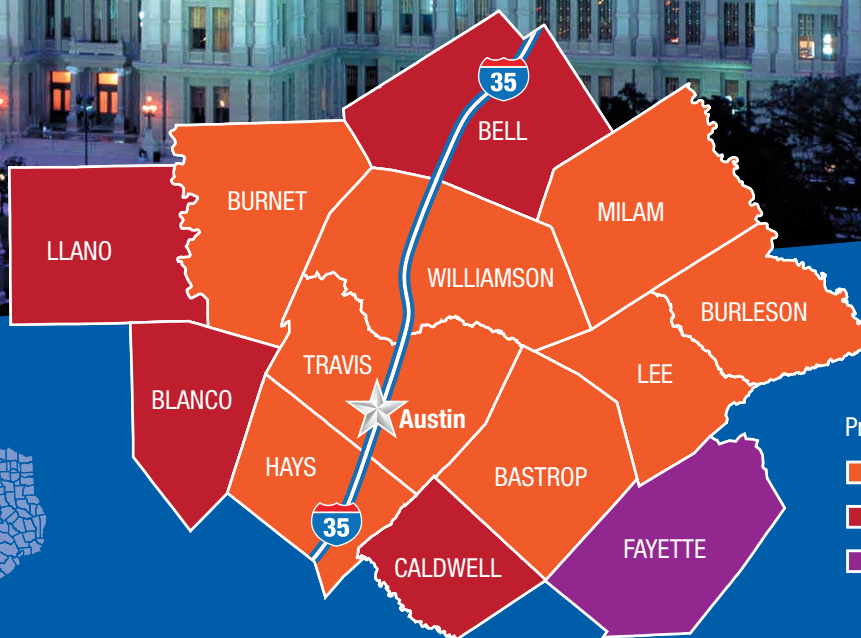 35
BELL
BURNET
MILAM
LLANO
WILLIAMSON
BURLESON
TRAVIS
LEE
BLANCO
Austin
HAYS
BASTROP
35
FAYETTE
CALDWELL